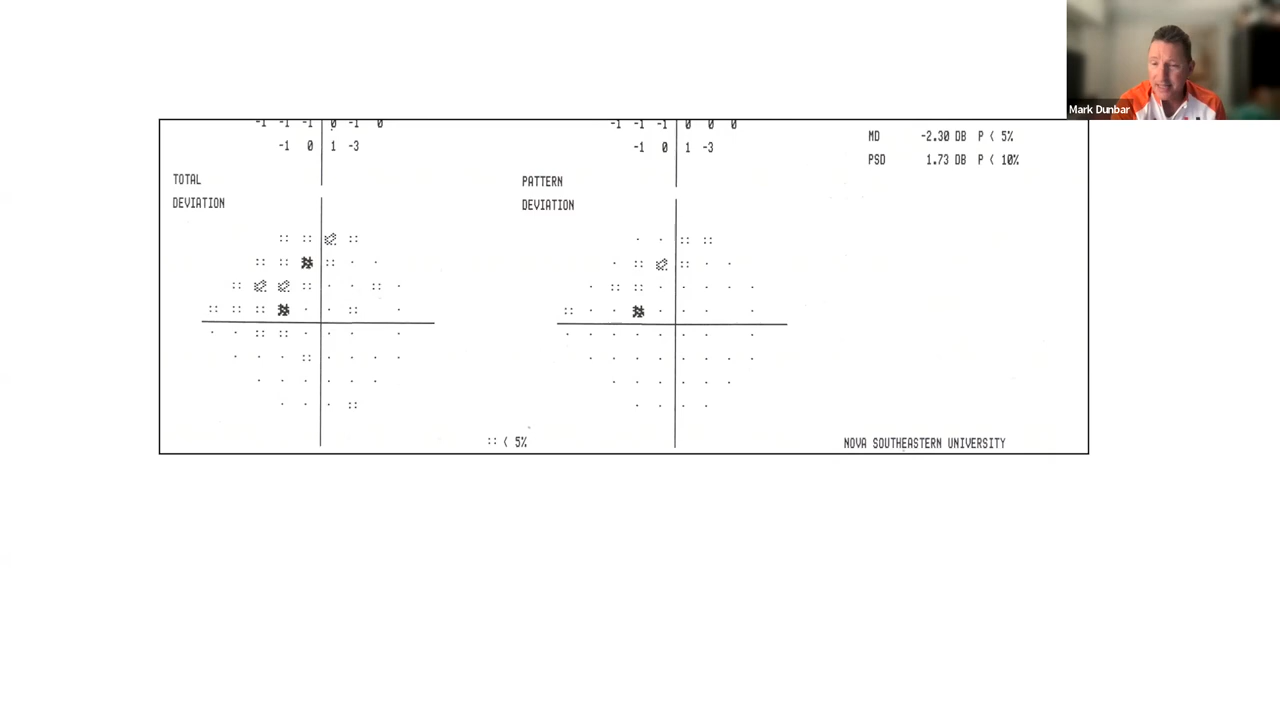 Mark Dunbar
-1 -1 -1 0 -1 0
-1 0 1 -3
-1 -1 -1 0 0 0
-1 0 1 -3
MD -2.30 DB P < 5%
PSD 1.73 DB P < 10%
TOTAL
DEVIATION
PATTERN
DEVIATION
:: < 5%
NOVA SOUTHEASTERN UNIVERSITY